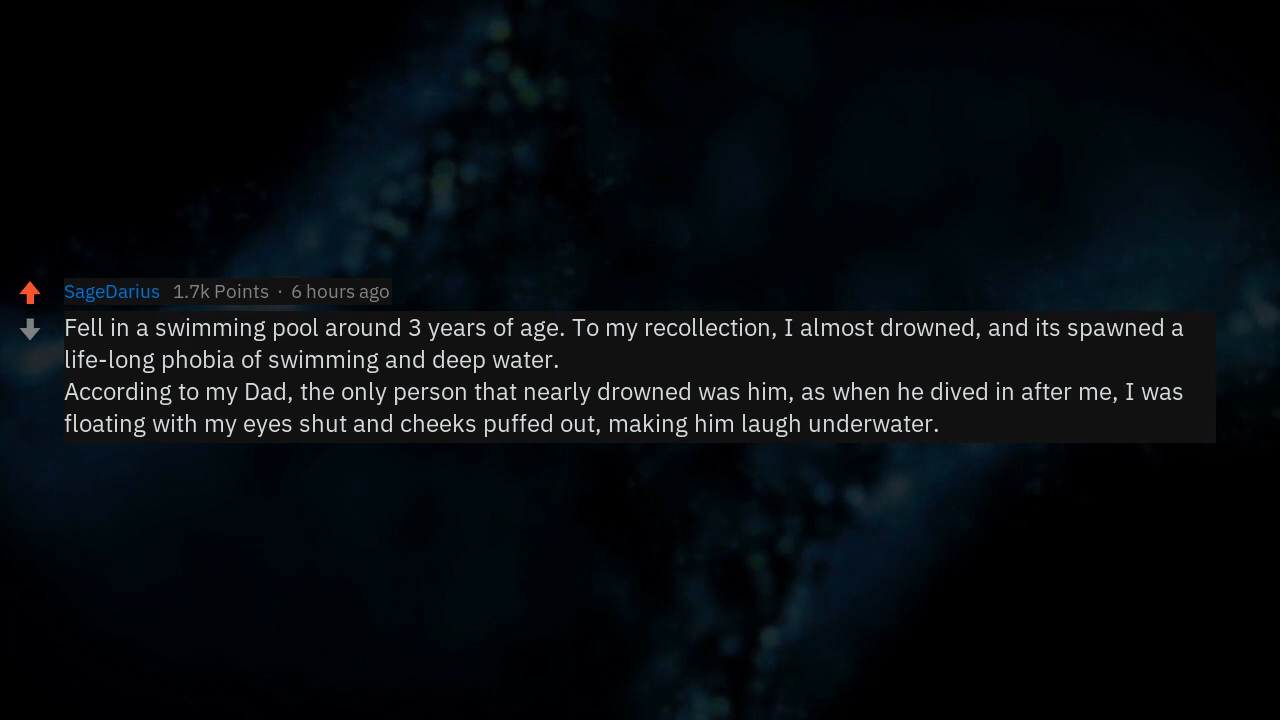 SageDarius 1.7k Points · 6 hours ago
Fell in a swimming pool around 3 years of age. To my recollection, I almost drowned, and its spawned a
life-long phobia of swimming and deep water.
According to my Dad, the only person that nearly drowned was him, as when he dived in after me, I was
floating with my eyes shut and cheeks puffed out, making him laugh underwater.